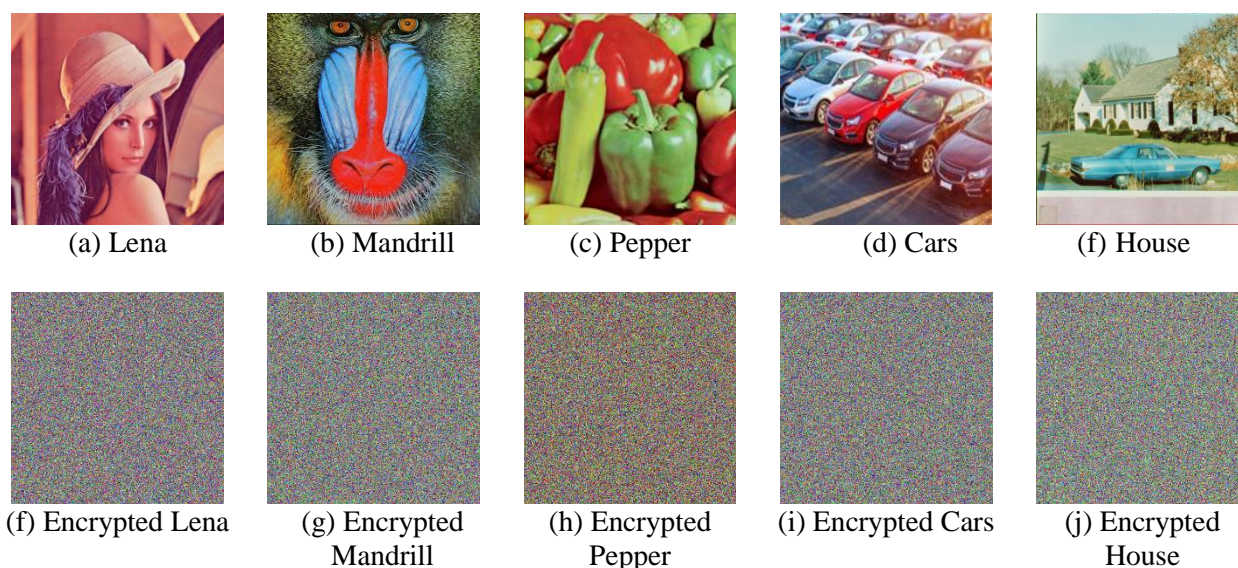 (a) Lena
(b) Mandrill
(c) Pepper
(d) Cars
(f) House
(f) Encrypted Lena
(g) Encrypted
Mandrill
(h) Encrypted
Pepper
(i) Encrypted Cars
(j) Encrypted
House